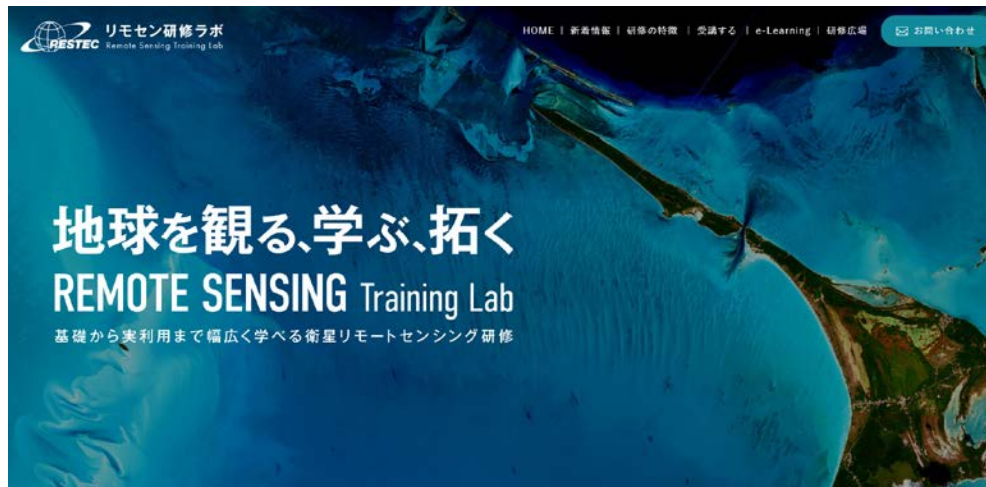 RESTEC
リモセン研修ラボ
Remote Sensing Training Lab
HOME | 新着情報 | 研修の特徴 | 受講する | e-Learning | 研修広場
お問い合わせ
地球を観る、学ぶ、拓く
REMOTE SENSING Training Lab
基礎から実利用まで幅広く学べる衛星リモートセンシング研修